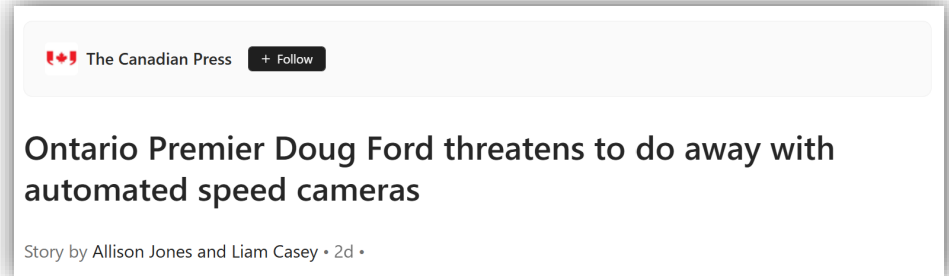 The Canadian Press + Follow
Ontario Premier Doug Ford threatens to do away with
automated speed cameras
Story by Allison Jones and Liam Casey • 2d •